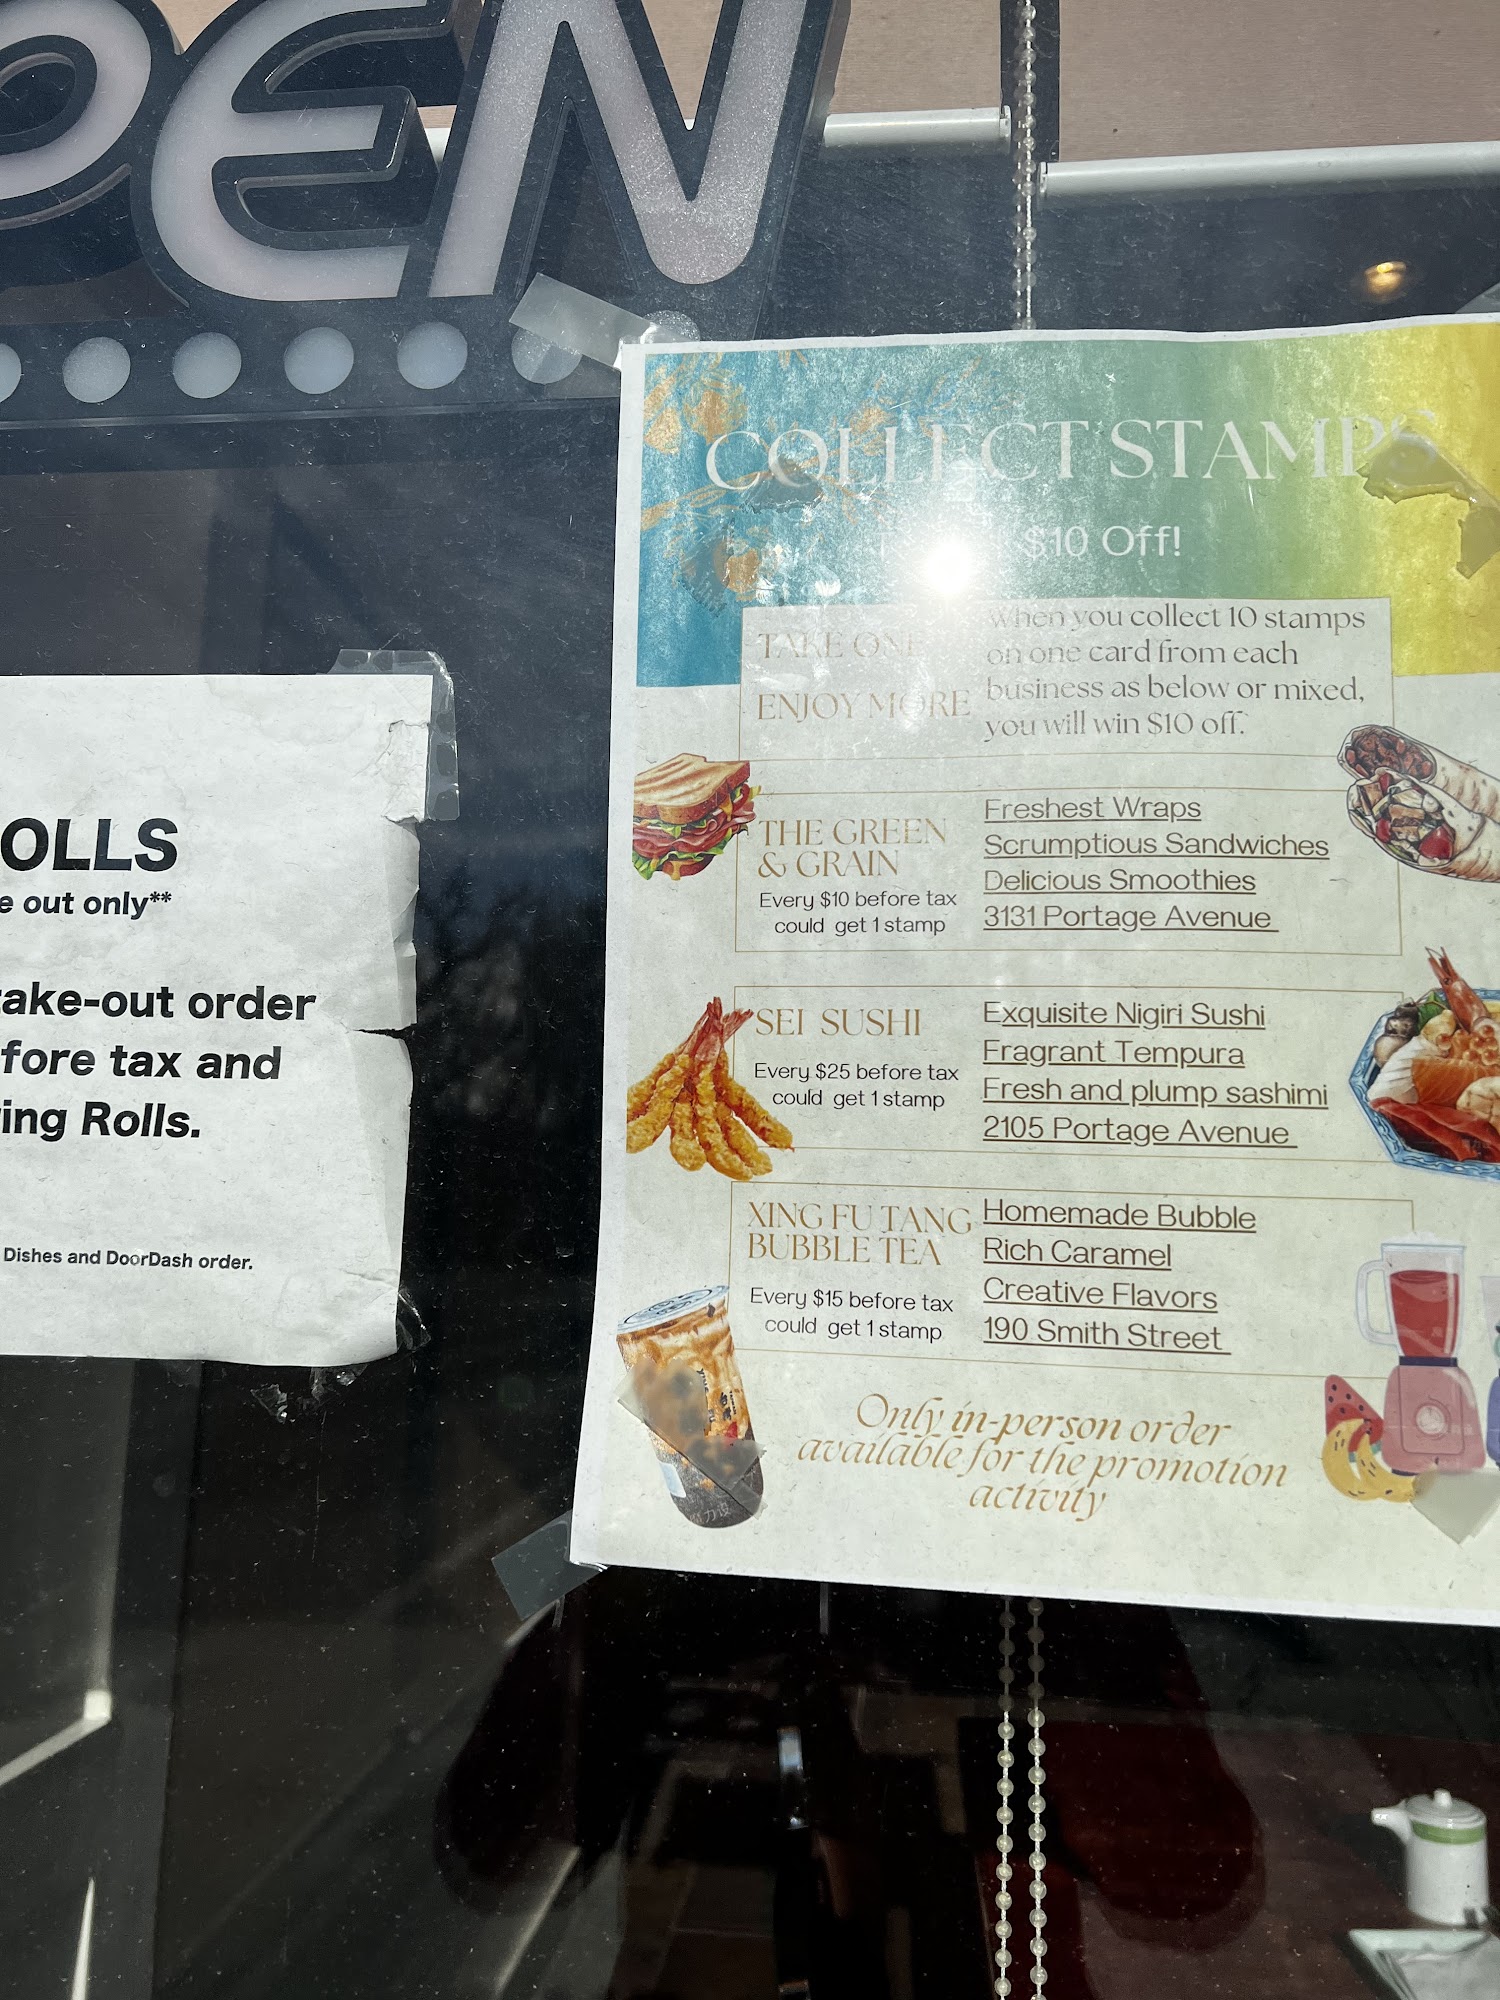 PEN
OLLS
e out only**
take-out order
fore tax and
ing Rolls.
Dishes and DoorDash order.
COLLECT STAMPS
$10 Off!
TAKE ONE
ENJOY MORE
When you collect 10 stamps
on one card from each
business as below or mixed,
you will win $10 off.
THE GREEN
& GRAIN
Every $10 before tax
could get 1 stamp
Freshest Wraps
Scrumptious Sandwiches
Delicious Smoothies
3131 Portage Avenue
SEI SUSHI
Every $25 before tax
could get 1 stamp
Exquisite Nigiri Sushi
Fragrant Tempura
Fresh and plump sashimi
2105 Portage Avenue
XING FU TANG
BUBBLE TEA
Every $15 before tax
could get 1 stamp
Homemade Bubble
Rich Caramel
Creative Flavors
190 Smith Street
Only in-person order
available for the promotion
activity